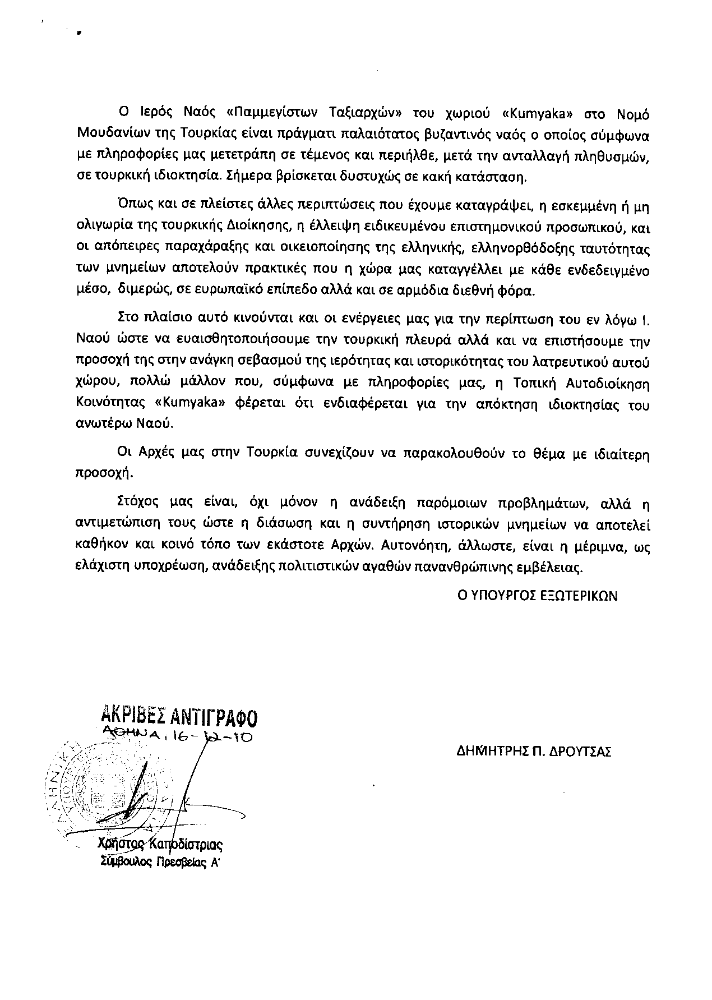 Ο Ιερός Ναός «Παμμεγίστων Ταξιαρχών» του χωριού «Kumyaka» στο Νομό
Μουδανίων της Τουρκίας είναι πράγματι παλαιότατος βυζαντινός ναός ο οποίος σύμφωνα
με πληροφορίες μας μετετράπη σε τέμενος και περιήλθε, μετά την ανταλλαγή πληθυσμών,
σε τουρκική ιδιοκτησία. Σήμερα βρίσκεται δυστυχώς σε κακή κατάσταση.
Όπως και σε πλείστες άλλες περιπτώσεις που έχουμε καταγράψει, η εσκεμμένη ή μη
ολιγωρία της τουρκικής Διοίκησης, η έλλειψη ειδικευμένου επιστημονικού προσωπικού, και
οι απόπειρες παραχάραξης και οικειοποίησης της ελληνικής, ελληνορθόδοξης ταυτότητας
των μνημείων αποτελούν πρακτικές που η χώρα μας καταγγέλλει με κάθε ενδεδειγμένο
μέσο, διμερώς, σε ευρωπαϊκό επίπεδο αλλά και σε αρμόδια διεθνή φόρα.
Στο πλαίσιο αυτό κινούνται και οι ενέργειες μας για την περίπτωση του εν λόγω Ι.
Ναού ώστε να ευαισθητοποιήσουμε την τουρκική πλευρά αλλά και να επιστήσουμε την
προσοχή της στην ανάγκη σεβασμού της ιερότητας και ιστορικότητας του λατρευτικού αυτού
χώρου, πολλώ μάλλον που, σύμφωνα με πληροφορίες μας, η Τοπική Αυτοδιοίκηση
Κοινότητας «Kumyaka» φέρεται ότι ενδιαφέρεται για την απόκτηση ιδιοκτησίας του
ανωτέρω Ναού.
Οι Αρχές μας στην Τουρκία συνεχίζουν να παρακολουθούν το θέμα με ιδιαίτερη
προσοχή.
Στόχος μας είναι, όχι μόνον η ανάδειξη παρόμοιων προβλημάτων, αλλά η
αντιμετώπιση τους ώστε η διάσωση και η συντήρηση ιστορικών μνημείων να αποτελεί
καθήκον και κοινό τόπο των εκάστοτε Αρχών. Αυτονόητη, άλλωστε, είναι η μέριμνα, ως
ελάχιστη υποχρέωση, ανάδειξης πολιτιστικών αγαθών πανανθρώπινης εμβέλειας.
Ο ΥΠΟΥΡΓΟΣ ΕΞΩΤΕΡΙΚΩΝ
ΑΚΡΙΒΕΣ ΑΝΤΙΓΡΑΦΟ
ΑΘΗΝΑ, 16-12-10
ΔΗΜΗΤΡΗΣ Π. ΔΡΟΥΤΣΑΣ
Χρήστος Καποδίστριας
Σύμβουλος Πρεσβείας Α'